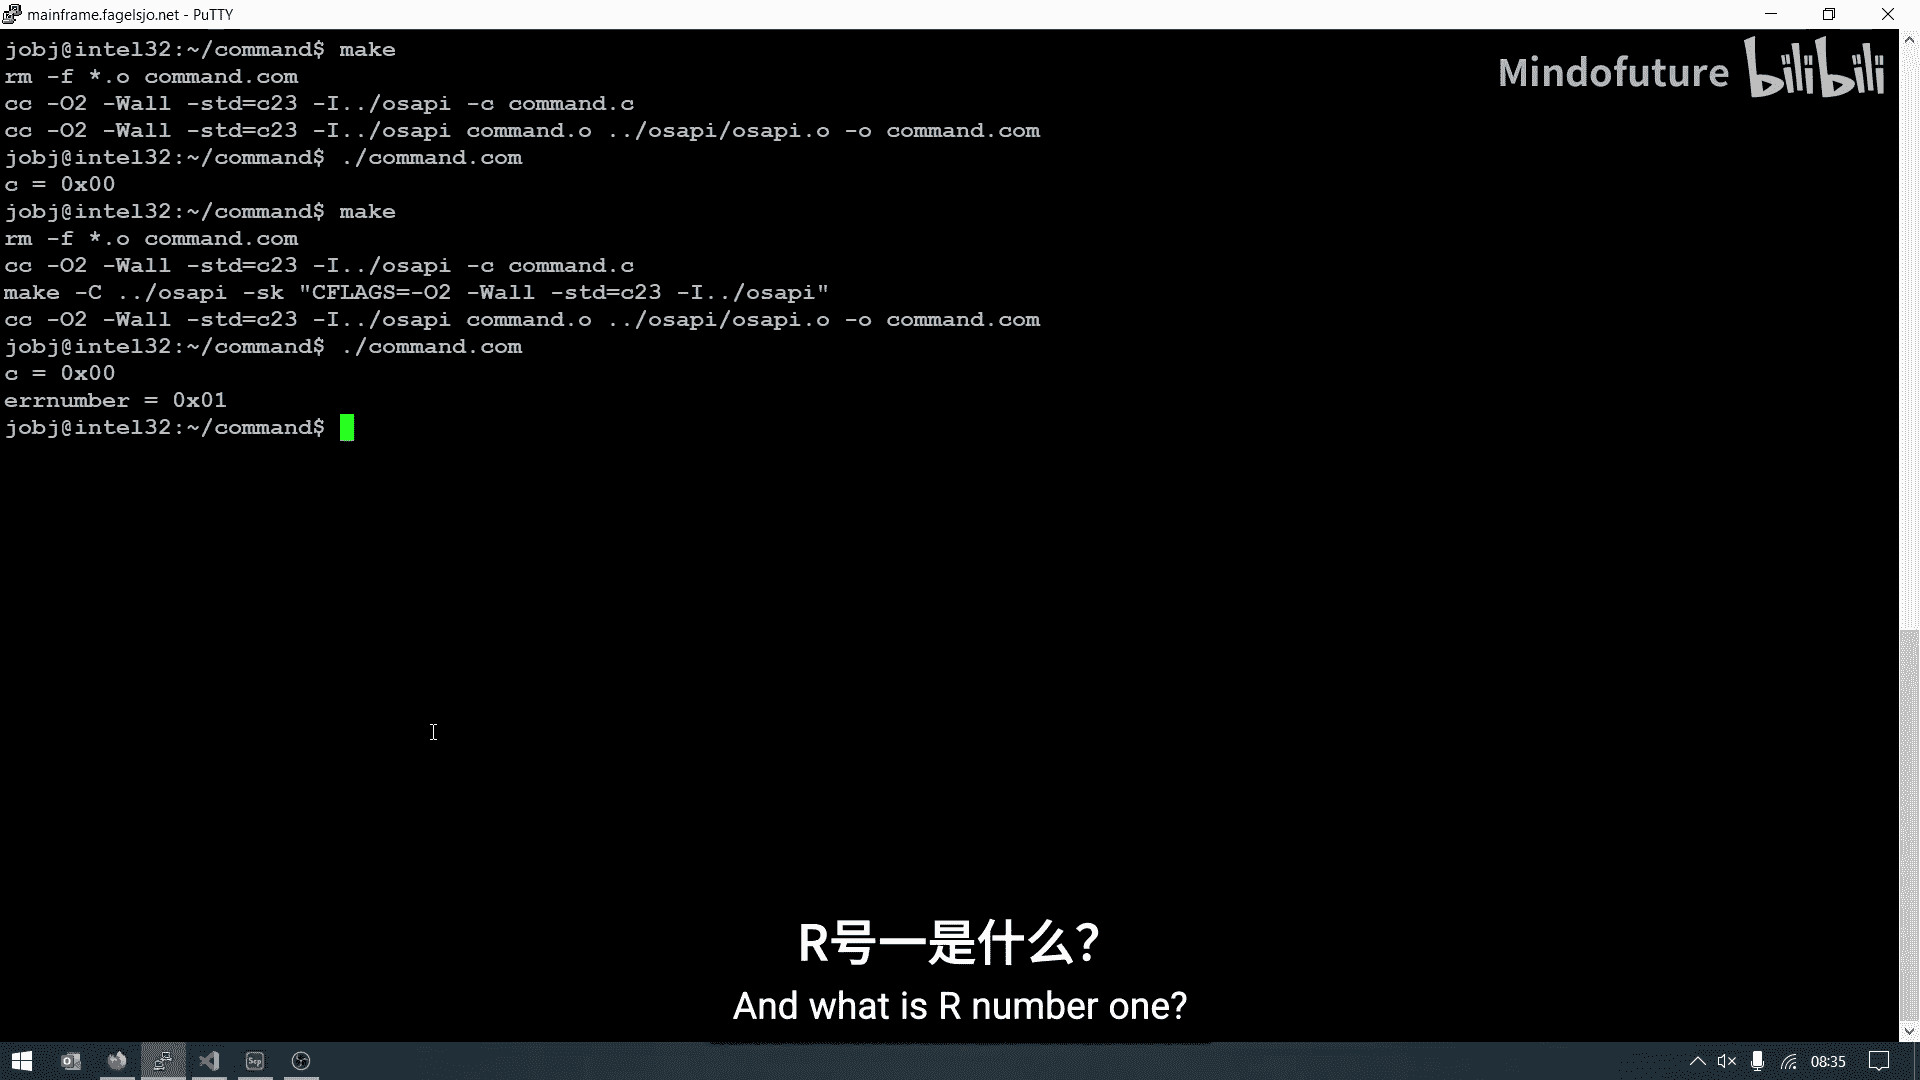 mainframe.fagelsjo.net - PuTTY
jobj@intel32:~/command$ make
rm -f *.o command.com
cc -O2 -Wall -std=c23 -I../osapi -c command.c
cc -O2 -Wall -std=c23 -I../osapi command.o ../osapi/osapi.o -o command.com
jobj@intel32:~/command$ ./command.com
c = 0x00
jobj@intel32:~/command$ make
rm -f *.o command.com
cc -O2 -Wall -std=c23 -I../osapi -c command.c
make -C ../osapi -sk "CFLAGS=-O2 -Wall -std=c23 -I../osapi"
cc -O2 -Wall -std=c23 -I../osapi command.o ../osapi/osapi.o -o command.com
jobj@intel32:~/command$ ./command.com
c = 0x00
errnumber = 0x01
jobj@intel32:~/command$
Mindofuture bilibili
R号一是什么？
And what is R number one?
08:35